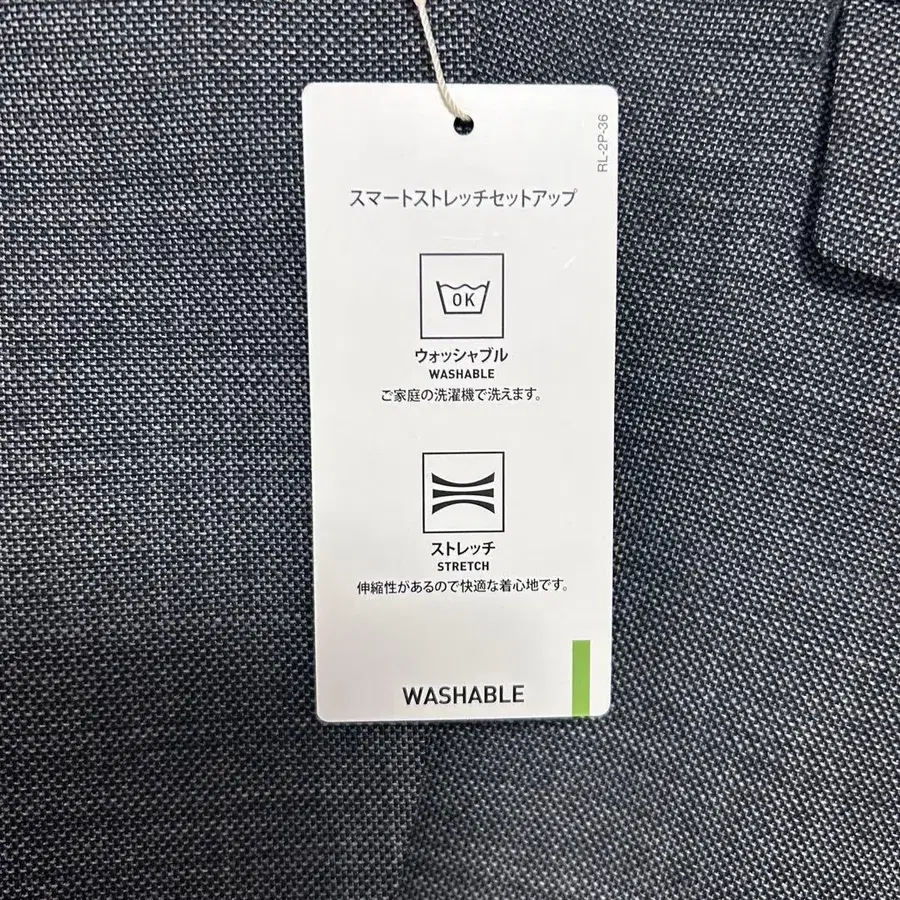 RL-2P-36
スマートストレッチセットアップ
OK
ウォッシャブル
WASHABLE
ご家庭の洗濯機で洗えます。
ストレッチ
STRETCH
伸縮性があるので快適な着心地です。
WASHABLE